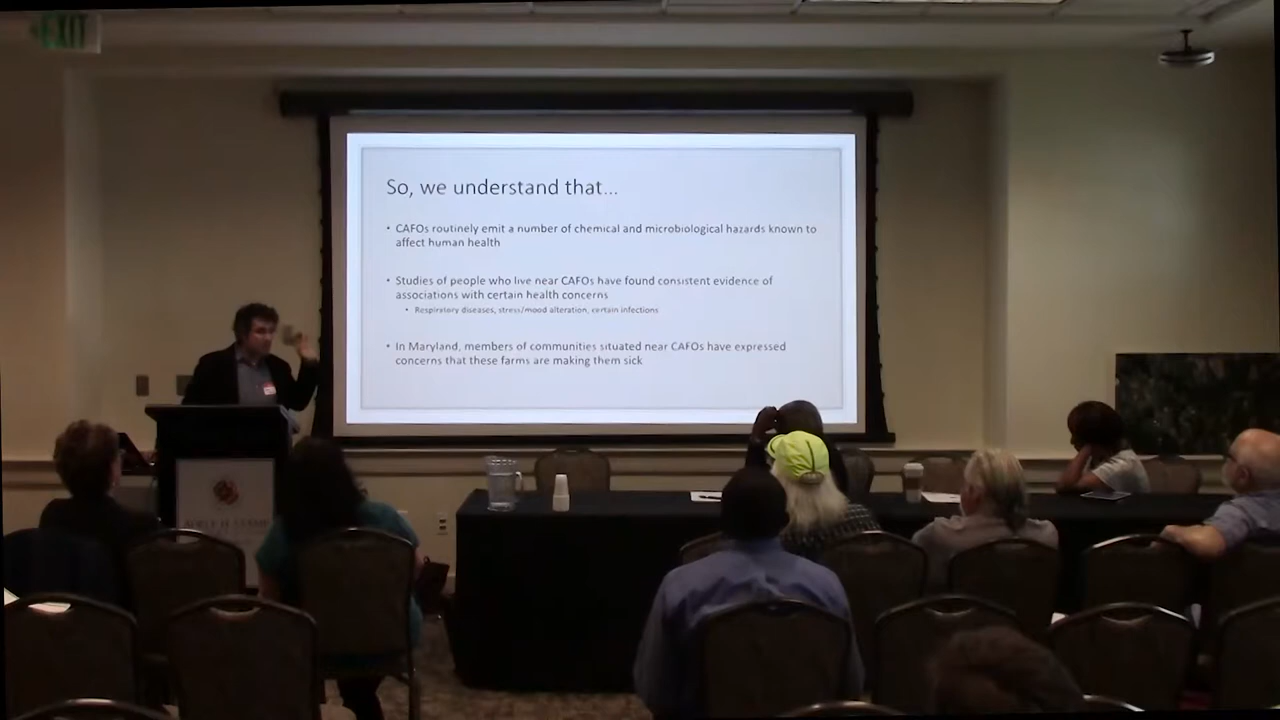 EXIT
So, we understand that...
• CAFOs routinely emit a number of chemical and microbiological hazards known to
affect human health
• Studies of people who live near CAFOs have found consistent evidence of
associations with certain health concerns
• Respiratory diseases, stress/mood alteration, certain infections
• In Maryland, members of communities situated near CAFOs have expressed
concerns that these farms are making them sick